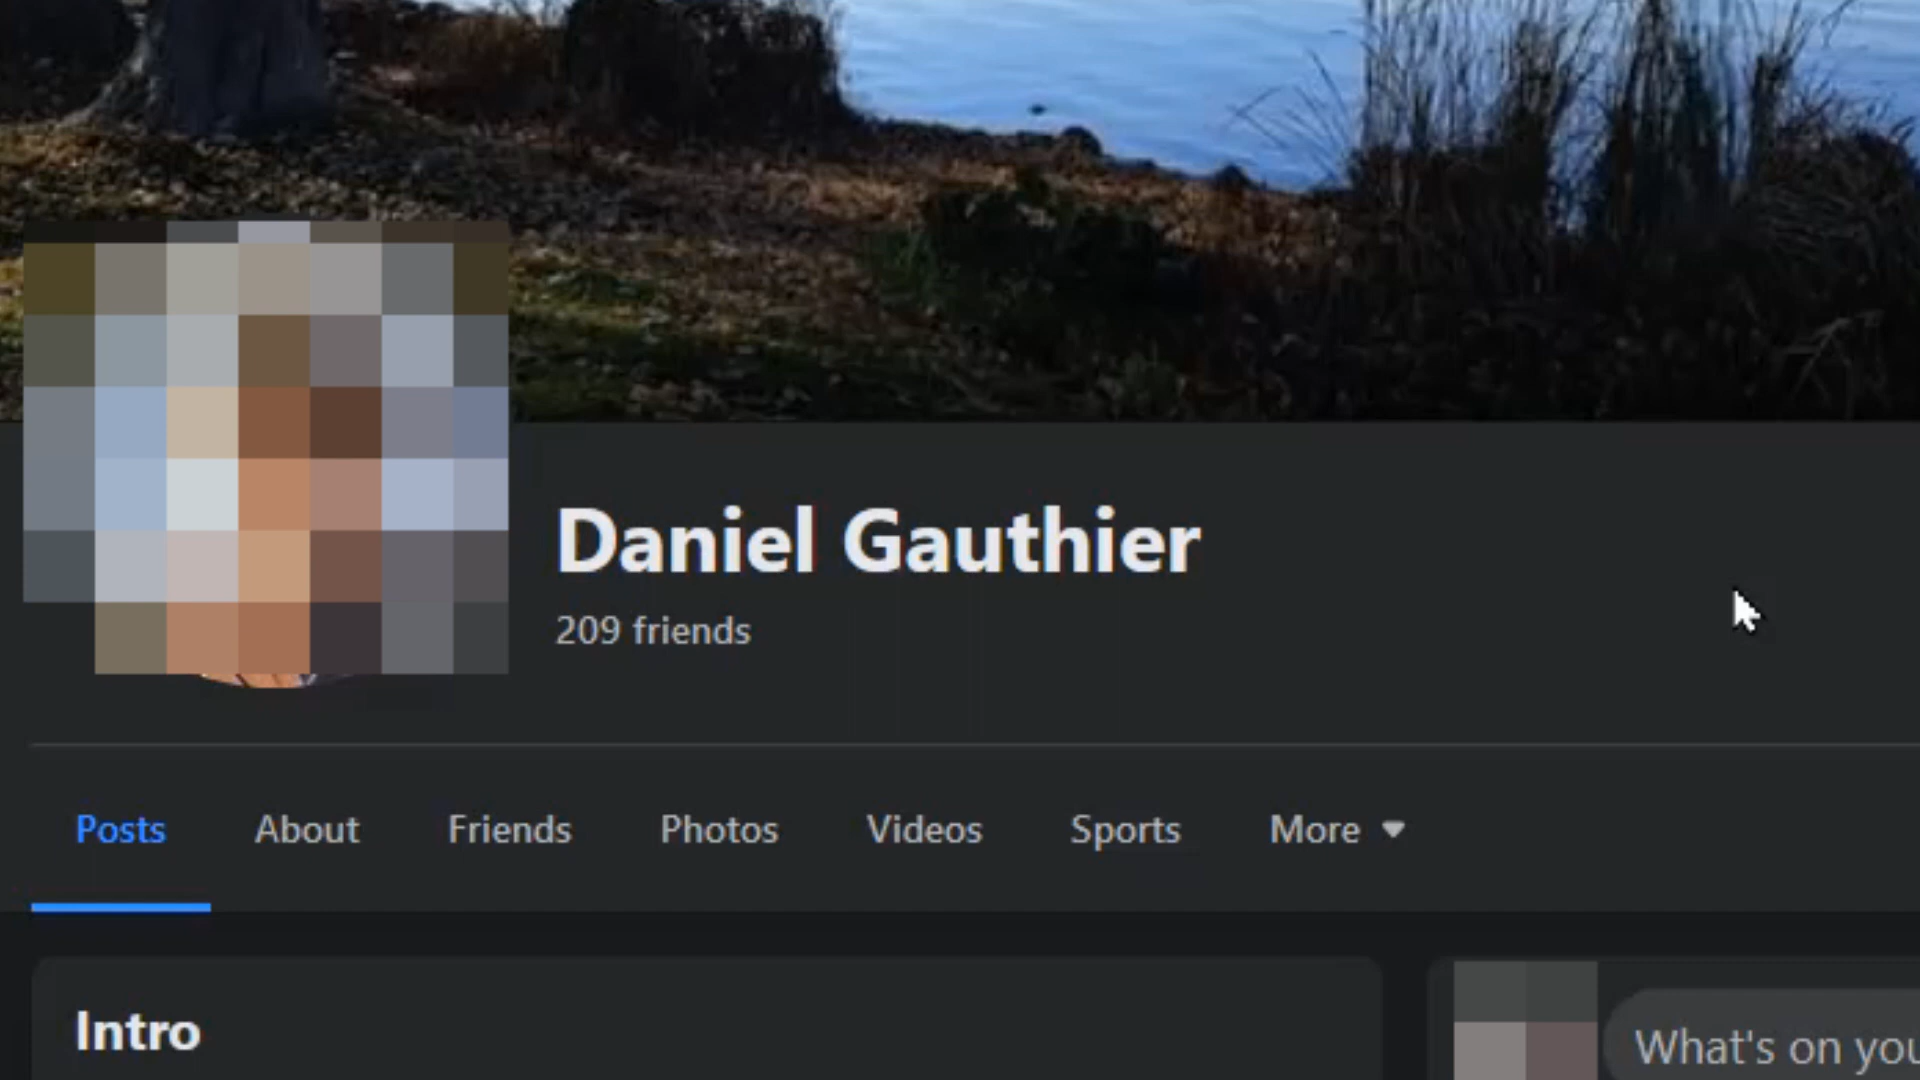 Daniel Gauthier
209 friends
Posts About Friends Photos Videos Sports More
Intro
What's on you